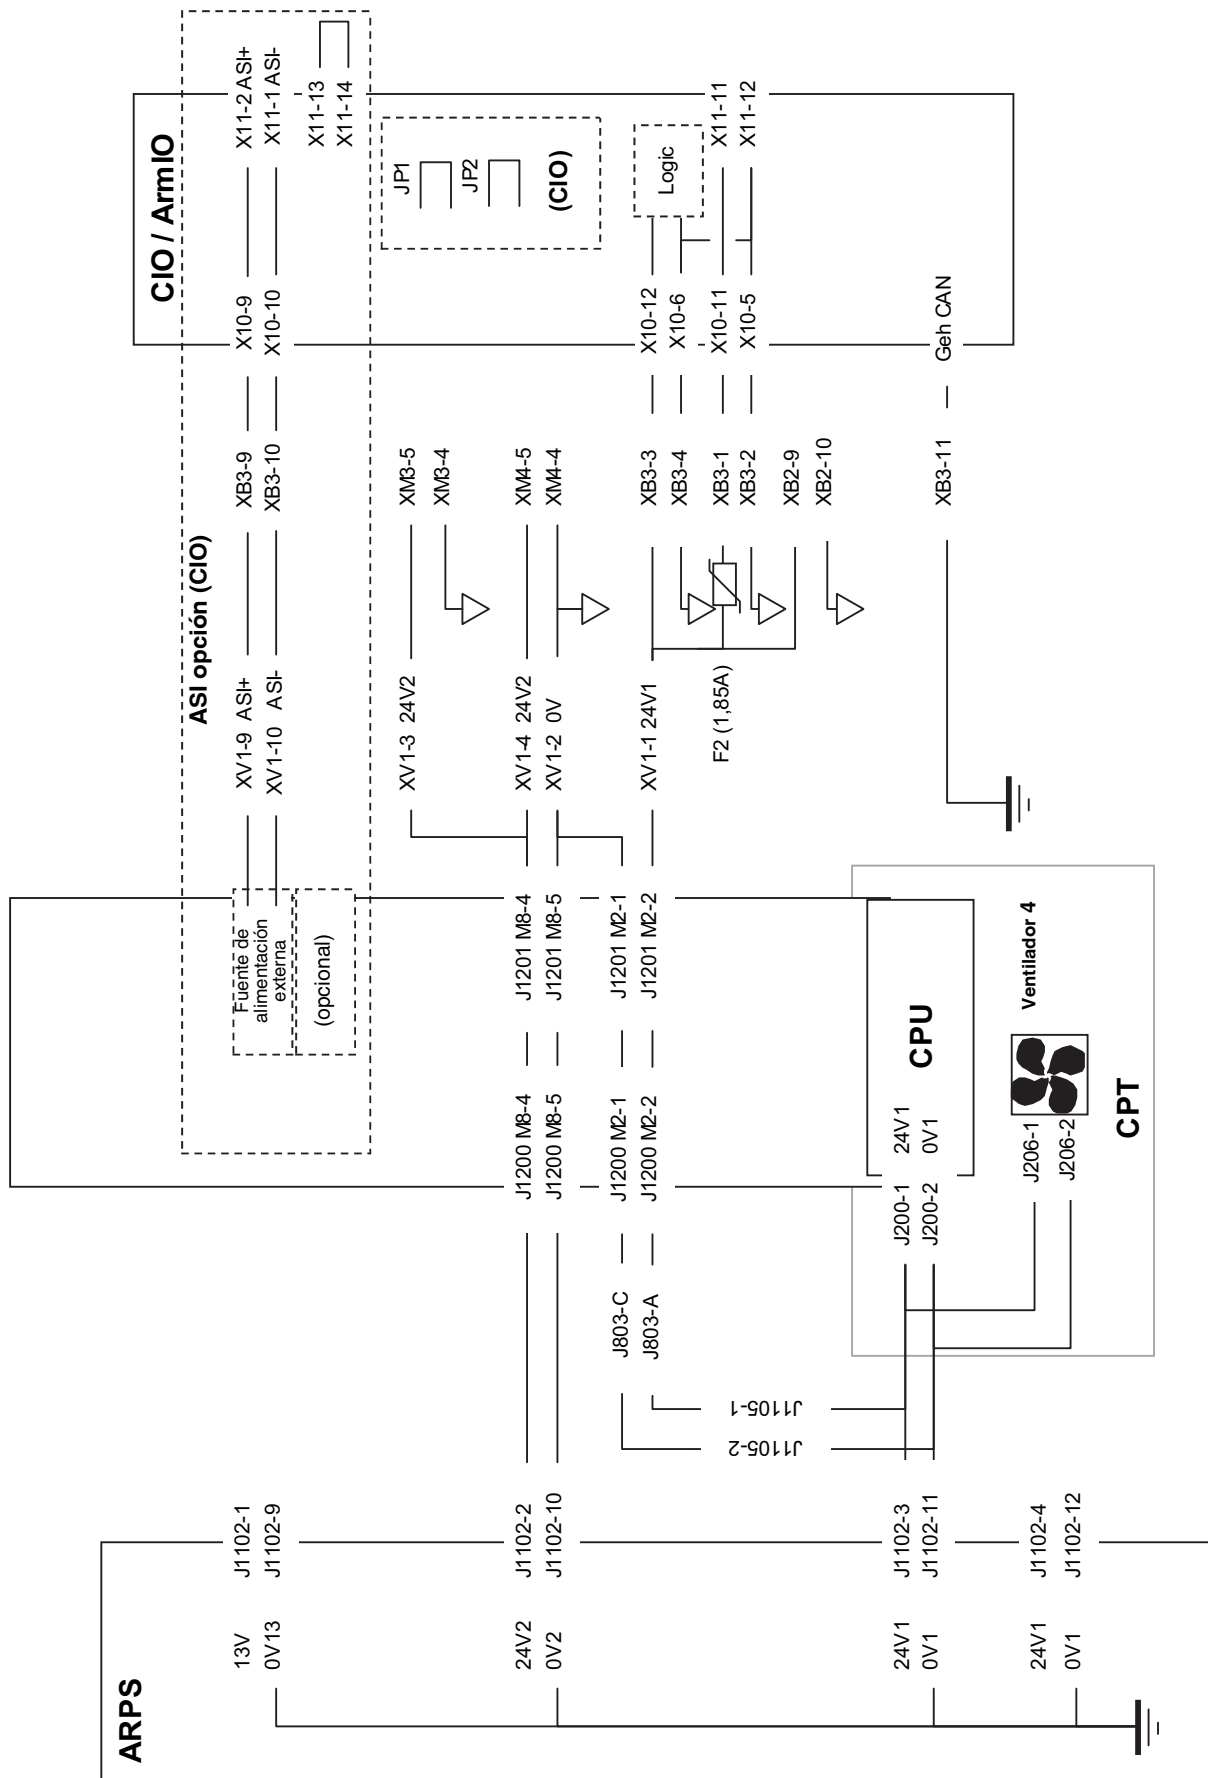 ARPS
13V
0V13
24V2
0V2
24V1
0V1
24V1
0V1
J1102-1
J1102-9
J1102-2
J1102-10
J1102-3
J1102-11
J1102-4
J1102-12
J1105-1
J1105-2
J803-C
J803-A
J1200 M8-4
J1200 M8-5
J1200 M2-1
J1200 M2-2
J200-1
J200-2
24V1
0V1
CPU
J206-1
J206-2
Ventilador 4
CPT
Fuente de
alimentación
externa
(opcional)
J1201 M8-4
J1201 M8-5
J1201 M2-1
J1201 M2-2
ASI opción (CIO)
XV1-9 ASI+
XV1-10 ASI-
XV1-3 24V2
XV1-4 24V2
XV1-2 0V
XV1-1 24V1
F2 (1,85A)
XB3-9
XB3-10
XM3-5
XM3-4
XM4-5
XM4-4
XB3-3
XB3-4
XB3-1
XB3-2
XB2-9
XB2-10
XB3-11
CIO / ArmIO
X10-9
X10-10
X10-12
X10-6
X10-11
X10-5
Geh CAN
JP1
JP2
(CIO)
Logic
X11-2 ASI+
X11-1 ASI-
X11-13
X11-14
X11-11
X11-12